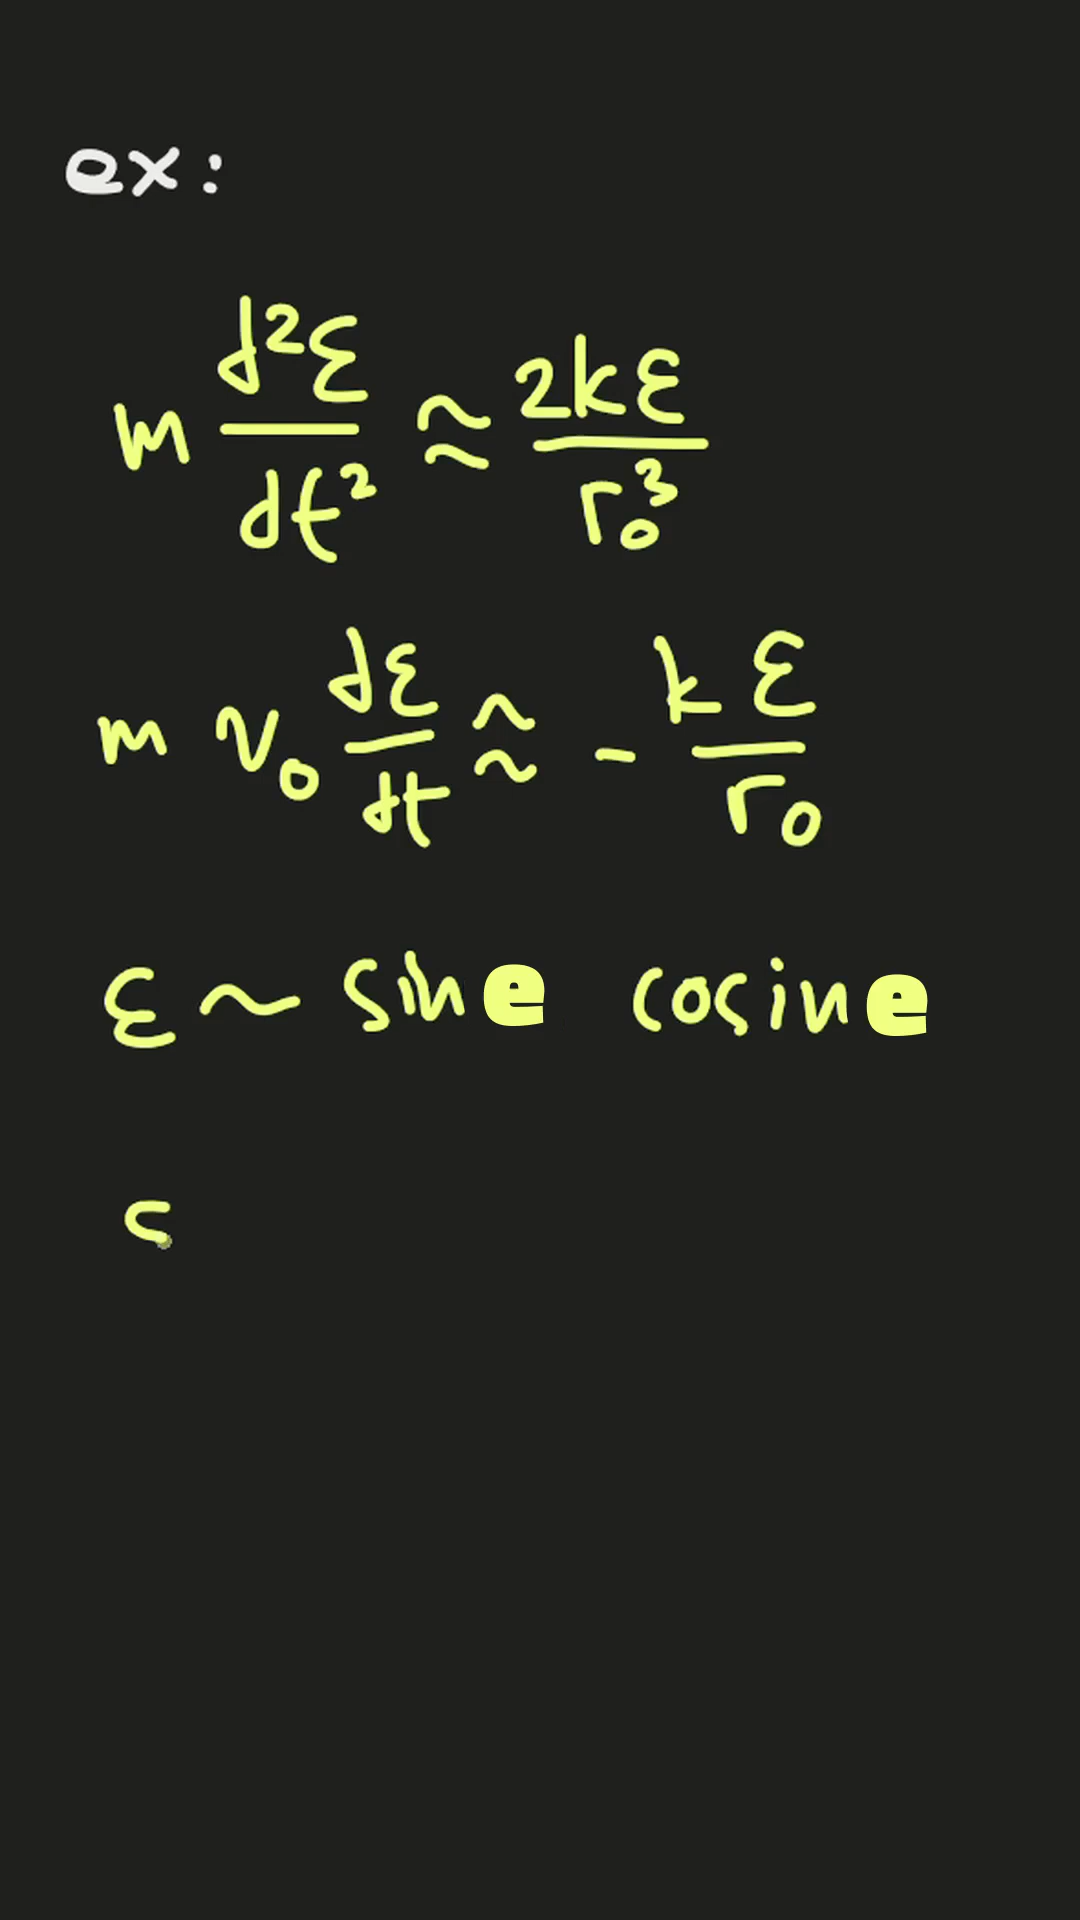 ex:
m d²ε/dt² ≈ 2kε/r₀³
m v₀ dε/dt ≈ - kε/r₀
ε ~ sine cosine